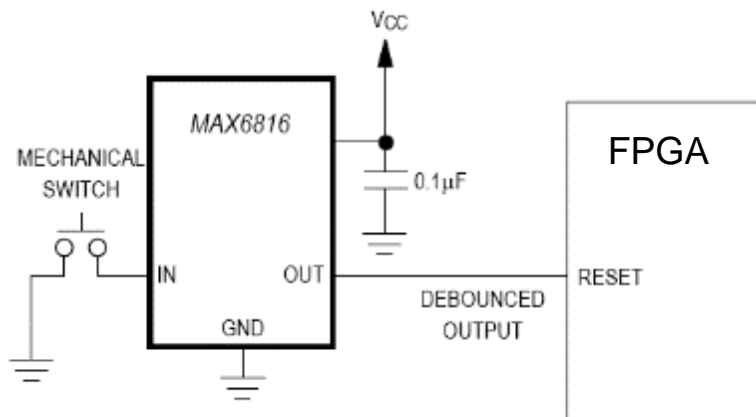 VCC
MAX6816
FPGA
MECHANICAL
SWITCH
0.1µF
IN
OUT
RESET
DEBOUNCED
OUTPUT
GND